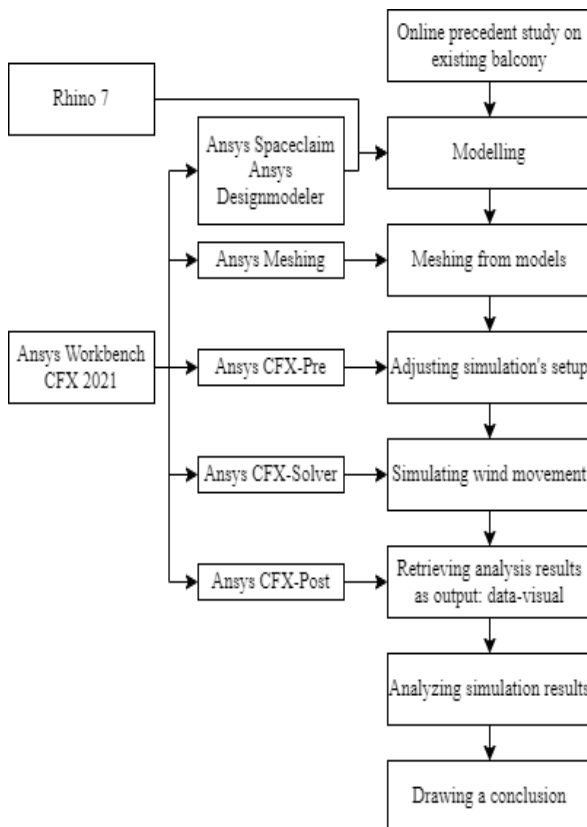 Online precedent study on
existing balcony
Rhino 7
Ansys Spaceclaim
Ansys
Designmodeler
Modelling
Ansys Meshing
Meshing from models
Ansys Workbench
CFX 2021
Ansys CFX-Pre
Adjusting simulation's setup
Ansys CFX-Solver
Simulating wind movement
Ansys CFX-Post
Retrieving analysis results
as output: data-visual
Analyzing simulation results
Drawing a conclusion